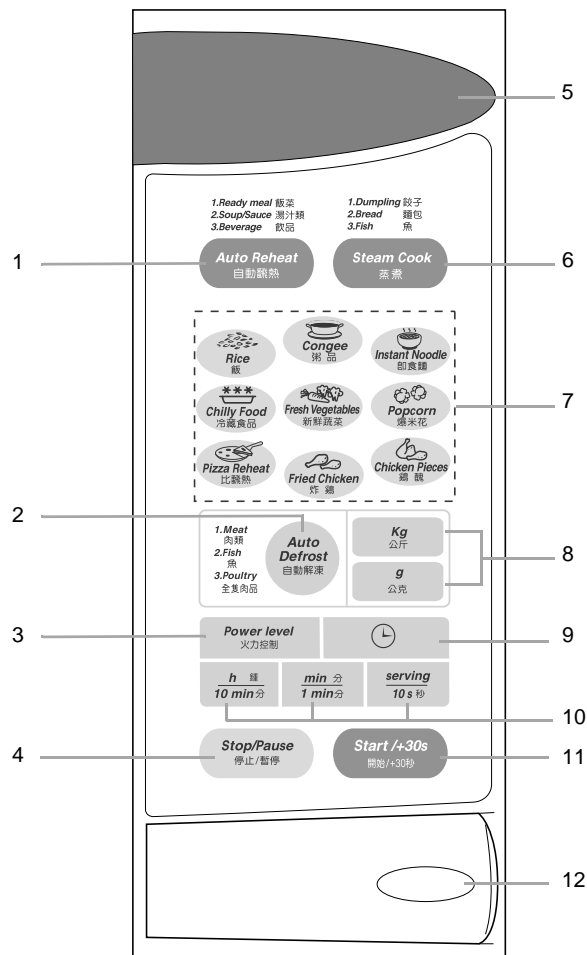 5
1.Ready meal 飯菜
2.Soup/Sauce 湯汁類
3.Beverage 飲品
1.Dumpling 餃子
2.Bread 麵包
3.Fish 魚
1
Auto Reheat
自動翻熱
Steam Cook
蒸煮
6
Rice
飯
Congee
粥品
Instant Noodle
即食麵
Chilly Food
冷藏食品
Fresh Vegetables
新鮮蔬菜
Popcorn
爆米花
7
Pizza Reheat
比翻熱
Fried Chicken
炸鷄
Chicken Pieces
2
1.Meat
肉類
2.Fish
魚
3.Poultry
全隻肉品
Auto
Defrost
自動解凍
Kg
公斤
g
公克
8
3
Power level
火力控制
9
h 鍾
10 min分
min 分
1 min分
serving
10 s 秒
10
4
Stop/Pause
停止/暫停
Start /+30s
開始/+30秒
11
12